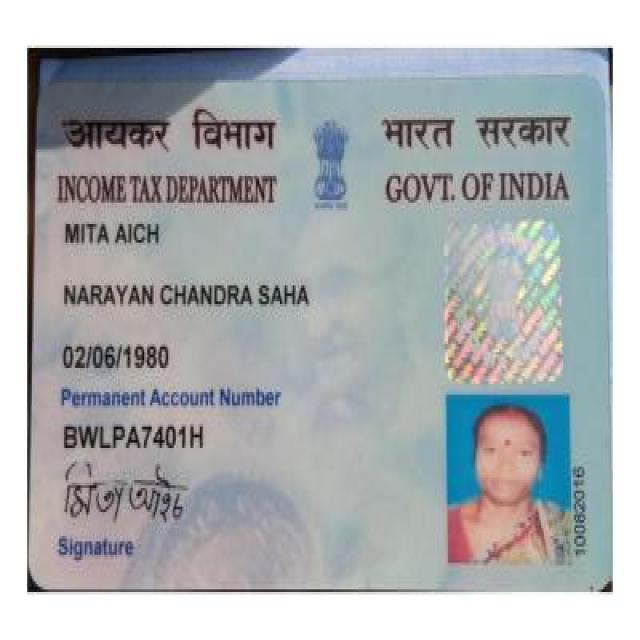 आयकर विभाग
भारत सरकार
INCOME TAX DEPARTMENT
GOVT. OF INDIA
MITA AICH
NARAYAN CHANDRA SAHA
02/06/1980
Permanent Account Number
BWLPA7401H
মিতা আইচ
Signature
10082016